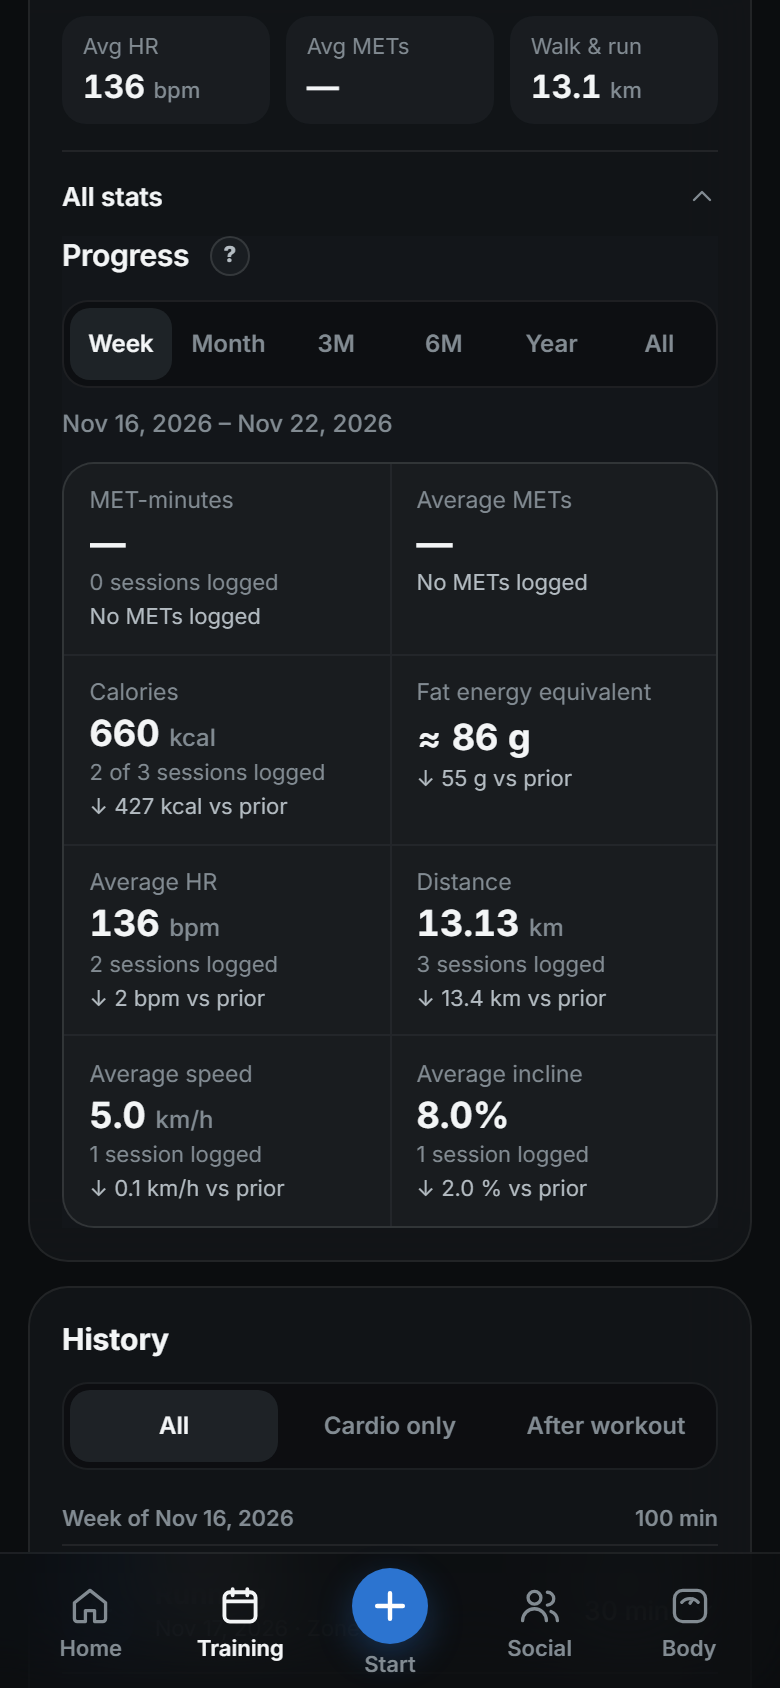 Avg HR
136 bpm
Avg METs
—
Walk & run
13.1 km
All stats
Progress ?
Week Month 3M 6M Year All
Nov 16, 2026 – Nov 22, 2026
MET-minutes
—
0 sessions logged
No METs logged
Average METs
—
No METs logged
Calories
660 kcal
2 of 3 sessions logged
↓ 427 kcal vs prior
Fat energy equivalent
≈ 86 g
↓ 55 g vs prior
Average HR
136 bpm
2 sessions logged
↓ 2 bpm vs prior
Distance
13.13 km
3 sessions logged
↓ 13.4 km vs prior
Average speed
5.0 km/h
1 session logged
↓ 0.1 km/h vs prior
Average incline
8.0%
1 session logged
↓ 2.0 % vs prior
History
All Cardio only After workout
Week of Nov 16, 2026 100 min
Home
Training
Start
Social
Body